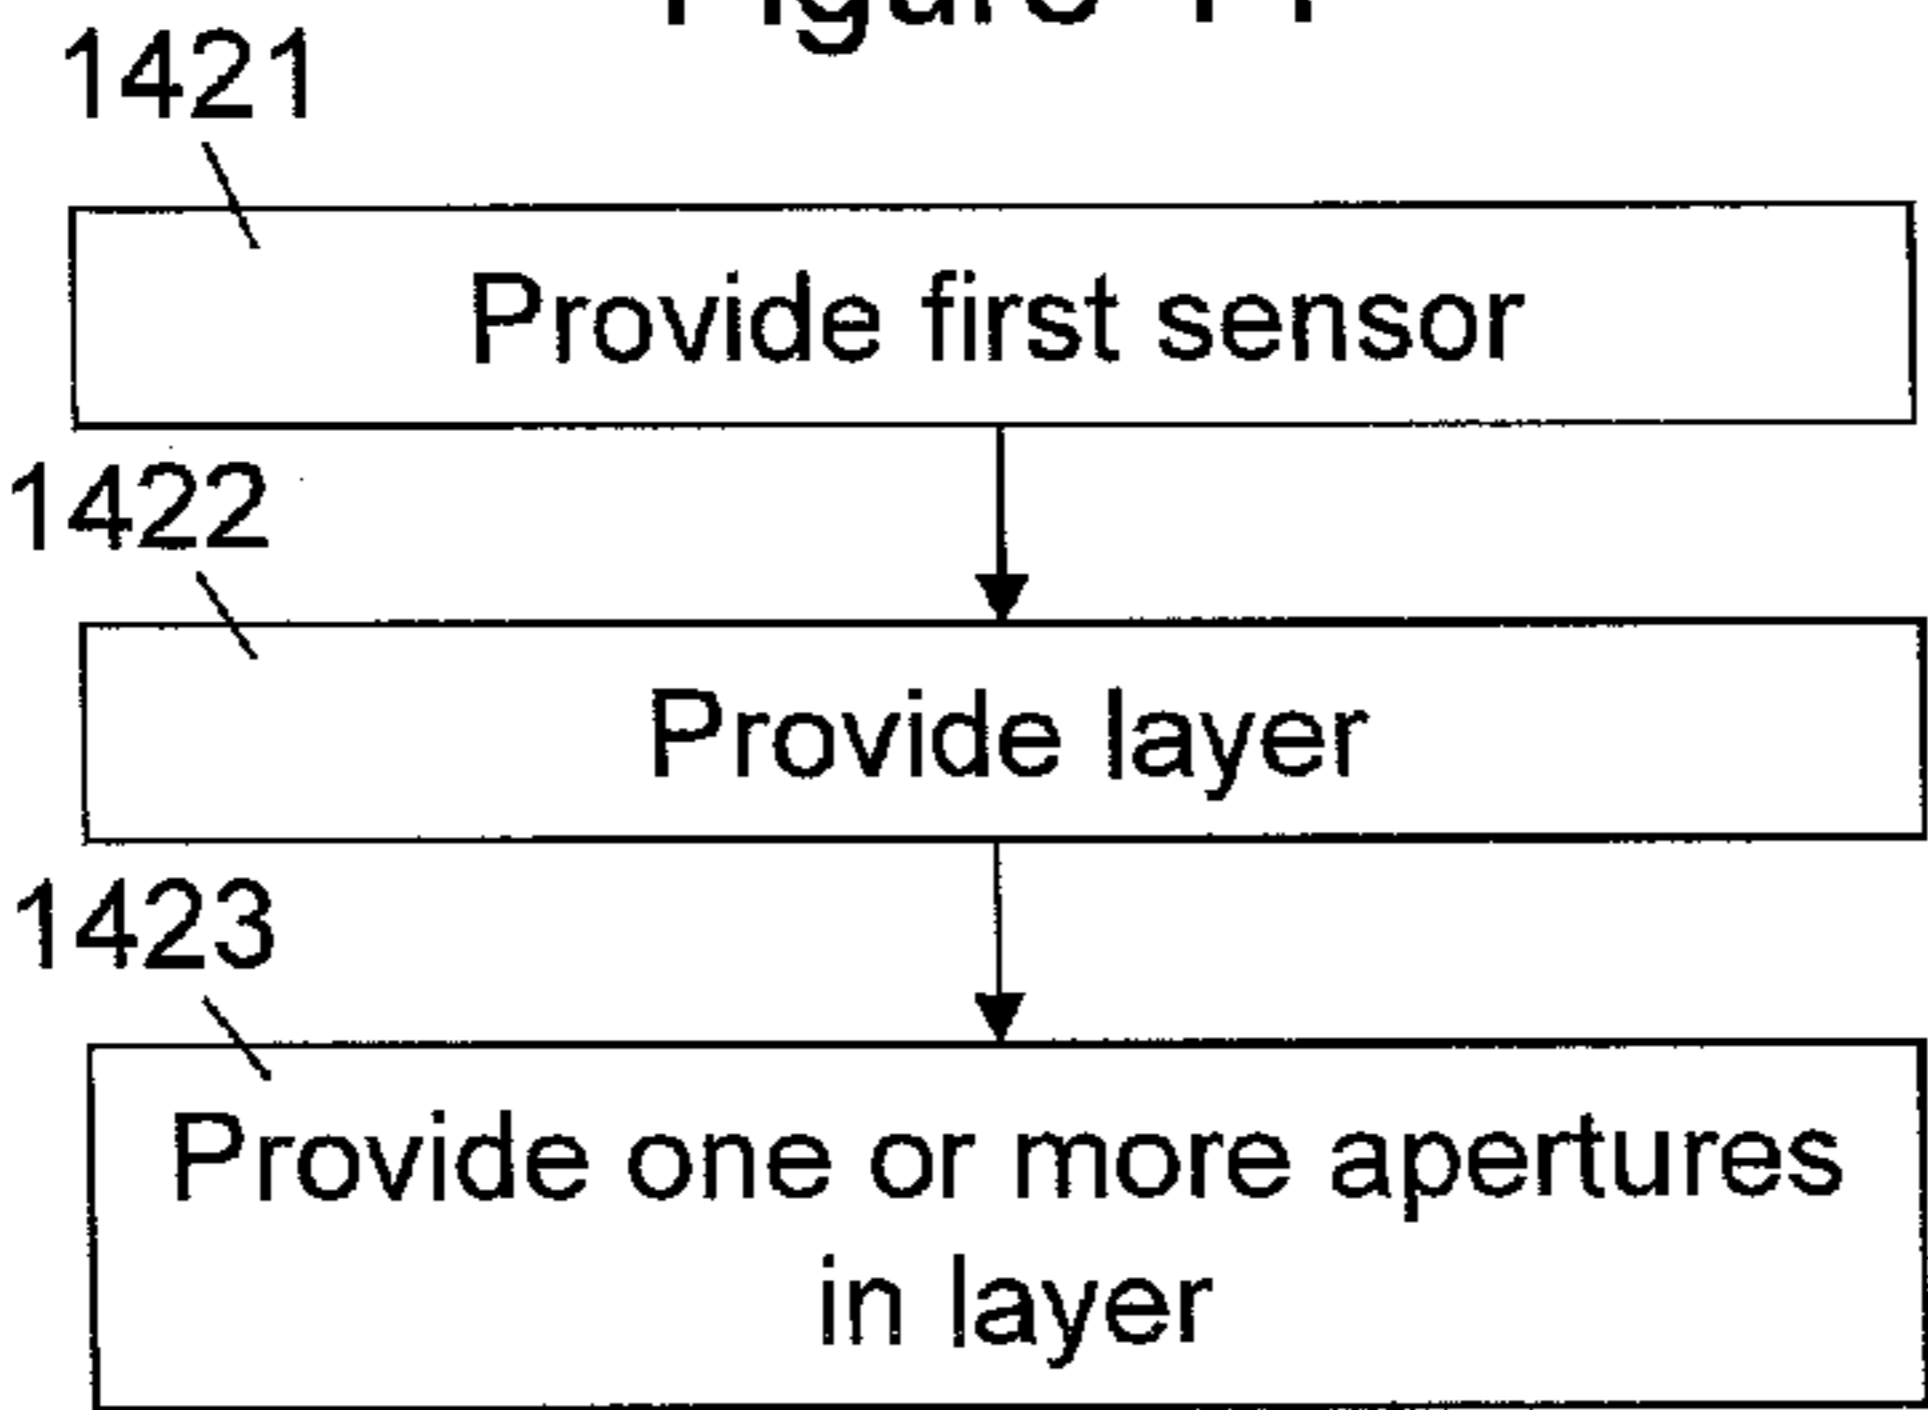 1421
Provide first sensor
1422
Provide layer
1423
Provide one or more apertures
in layer